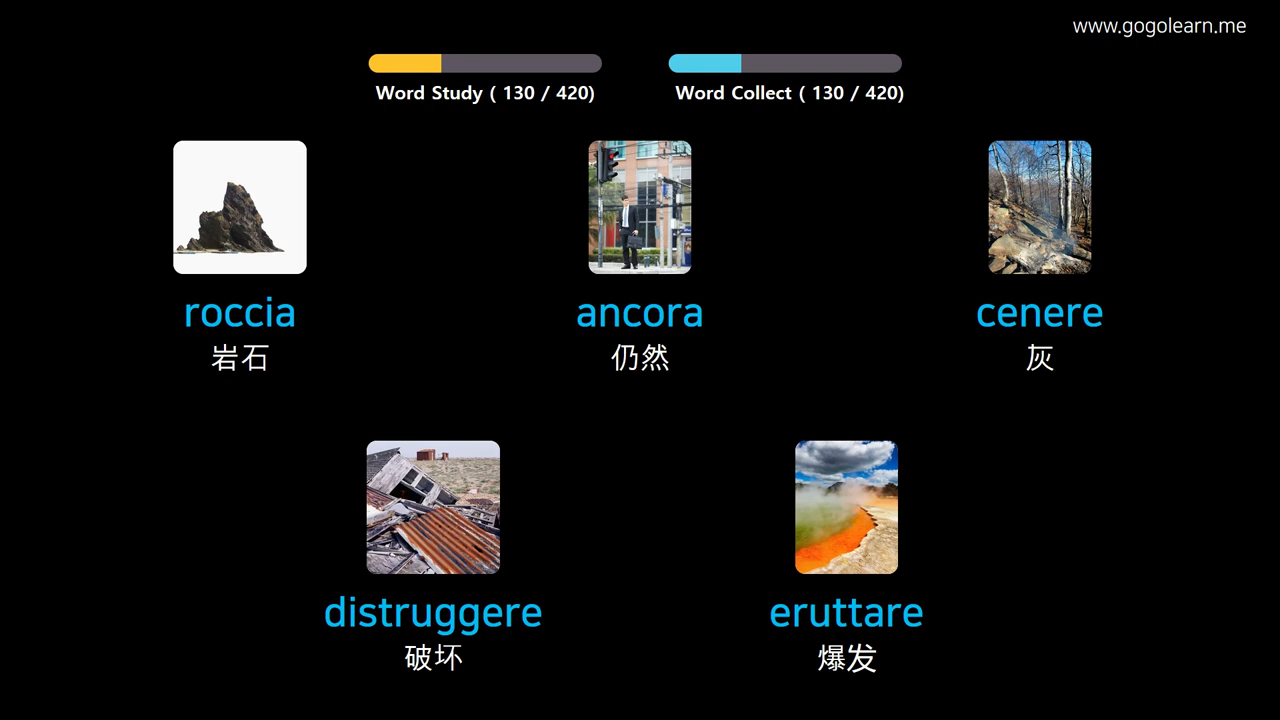 www.gogolearn.me
Word Study ( 130 / 420)
Word Collect ( 130 / 420)
roccia
岩石
ancora
仍然
cenere
灰
distruggere
破坏
eruttare
爆发